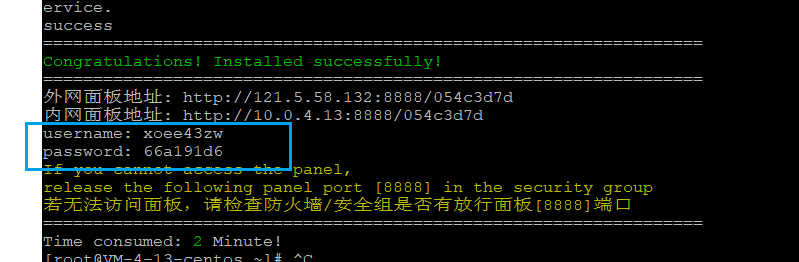 ervice.
success
==================================================================
Congratulations! Installed successfully!
==================================================================
外网面板地址: http://121.5.58.132:8888/054c3d7d
内网面板地址: http://10.0.4.13:8888/054c3d7d
username: xoee43zw
password: 66a191d6
If you cannot access the panel,
release the following panel port [8888] in the security group
若无法访问面板，请检查防火墙/安全组是否有放行面板[8888]端口
==================================================================
Time consumed: 2 Minute!
[root@VM-4-13-centos ~]# ^C